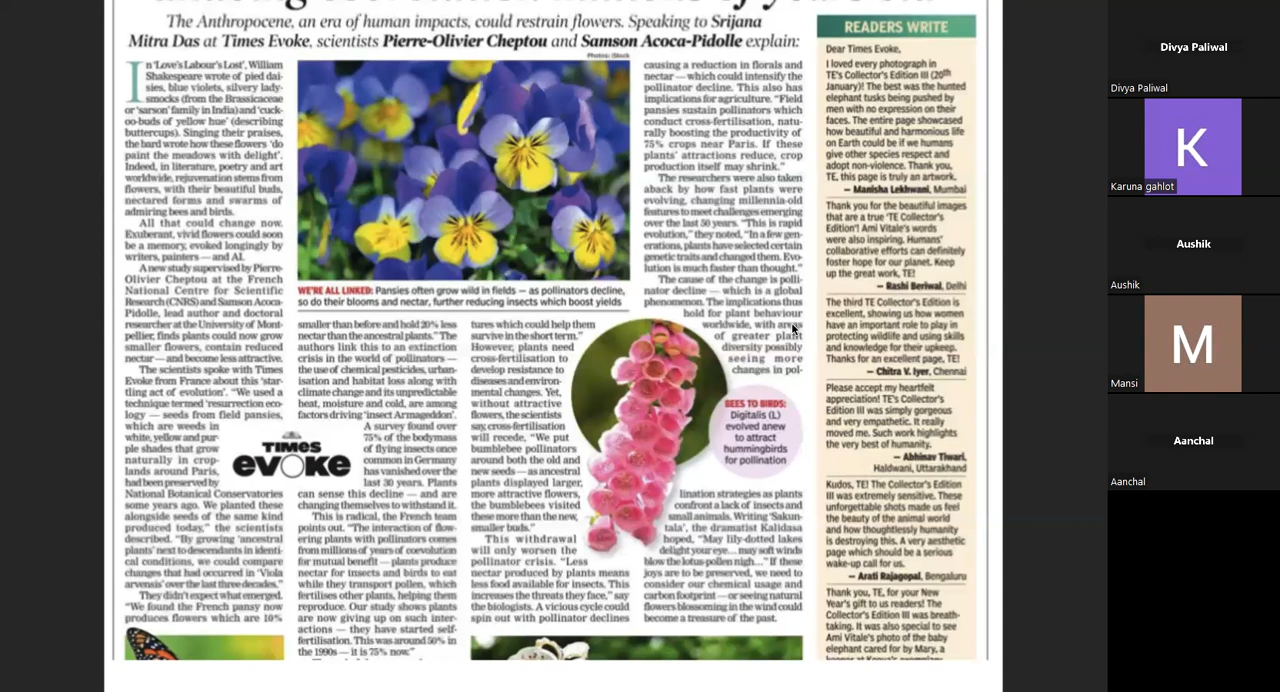 The Anthropocene, an era of human impacts, could restrain flowers. Speaking to Srijana
Mitra Das at Times Evoke, scientists Pierre-Olivier Cheptou and Samson Acoca-Pidolle explain:
Photos: iStock
In 'Love's Labour's Lost', William
Shakespeare wrote of pied dai-
sies, blue violets, silvery lady-
smocks (from the Brassicaceae
or 'sarson' family in India) and 'cuck-
oo-buds of yellow hue' (describing
buttercups). Singing their praises,
the bard wrote how these flowers 'do
paint the meadows with delight'.
Indeed, in literature, poetry and art
worldwide, rejuvenation stems from
flowers, with their beautiful buds,
nectared forms and swarms of
admiring bees and birds.
All that could change now.
Exuberant, vivid flowers could soon
be a memory, evoked longingly by
writers, painters — and AI.
A new study supervised by Pierre-
Olivier Cheptou at the French
National Centre for Scientific
Research (CNRS) and Samson Acoca-
Pidolle, lead author and doctoral
researcher at the University of Mont-
pellier, finds plants could now grow
smaller flowers, contain reduced
nectar — and become less attractive.
The scientists spoke with Times
Evoke from France about this 'star-
tling act of evolution'. "We used a
technique termed 'resurrection eco-
logy — seeds from field pansies,
which are weeds in
white, yellow and pur-
ple shades that grow
naturally in crop-
lands around Paris,
had been preserved by
National Botanical Conservatories
some years ago. We planted these
alongside seeds of the same kind
produced today," the scientists
described. "By growing 'ancestral
plants' next to descendants in identi-
cal conditions, we could compare
changes that had occurred in 'Viola
arvensis' over the last three decades."
They didn't expect what emerged.
"We found the French pansy now
produces flowers which are 10%
WE'RE ALL LINKED: Pansies often grow wild in fields — as pollinators decline,
so do their blooms and nectar, further reducing insects which boost yields
smaller than before and hold 20% less
nectar than the ancestral plants." The
authors link this to an extinction
crisis in the world of pollinators —
the use of chemical pesticides, urban-
isation and habitat loss along with
climate change and its unpredictable
heat, moisture and cold, are among
factors driving 'insect Armageddon'.
A survey found over
75% of the bodymass
of flying insects once
common in Germany
has vanished over the
last 30 years. Plants
can sense this decline — and are
changing themselves to withstand it.
This is radical, the French team
points out. "The interaction of flow-
ering plants with pollinators comes
from millions of years of coevolution
for mutual benefit — plants produce
nectar for insects and birds to eat
while they transport pollen, which
fertilises other plants, helping them
reproduce. Our study shows plants
are now giving up on such inter-
actions — they have started self-
fertilisation. This was around 50% in
the 1990s — it is 75% now."
TIMES
evOKE
tures which could help them
survive in the short term."
However, plants need
cross-fertilisation to
develop resistance to
diseases and environ-
mental changes. Yet,
without attractive
flowers, the scientists
say, cross-fertilisation
will recede, "We put
bumblebee pollinators
around both the old and
new seeds — as ancestral
plants displayed larger,
more attractive flowers,
the bumblebees visited
these more than the new,
smaller buds."
This withdrawal
will only worsen the
pollinator crisis. "Less
nectar produced by plants means
less food available for insects. This
increases the threats they face," say
the biologists. A vicious cycle could
spin out with pollinator declines
causing a reduction in florals and
nectar — which could intensify the
pollinator decline. This also has
implications for agriculture. "Field
pansies sustain pollinators which
conduct cross-fertilisation, natu-
rally boosting the productivity of
75% crops near Paris. If these
plants' attractions reduce, crop
production itself may shrink."
The researchers were also taken
aback by how fast plants were
evolving, changing millennia-old
features to meet challenges emerging
over the last 50 years. "This is rapid
evolution," they noted, "In a few gen-
erations, plants have selected certain
genetic traits and changed them. Evo-
lution is much faster than thought."
The cause of the change is polli-
nator decline — which is a global
phenomenon. The implications thus
hold for plant behaviour
worldwide, with areas
of greater plant
diversity possibly
seeing more
changes in pol-
BEES TO BIRDS:
Digitalis (L)
evolved anew
to attract
hummingbirds
for pollination
lination strategies as plants
confront a lack of insects and
small animals. Writing 'Sakun-
tala', the dramatist Kalidasa
hoped, "May lily-dotted lakes
delight your eye... may soft winds
blow the lotus-pollen nigh..." If these
joys are to be preserved, we need to
consider our chemical usage and
carbon footprint — or seeing natural
flowers blossoming in the wind could
become a treasure of the past.
READERS WRITE
Dear Times Evoke,
I loved every photograph in
TE's Collector's Edition III (20th
January)! The best was the hunted
elephant tusks being pushed by
men with no expression on their
faces. The entire page showcased
how beautiful and harmonious life
on Earth could be if we humans
give other species respect and
adopt non-violence. Thank you,
TE, this page is truly an artwork.
— Manisha Lekhwani, Mumbai
Thank you for the beautiful images
that are a true 'TE Collector's
Edition'! Ami Vitale's words
were also inspiring. Humans'
collaborative efforts can definitely
foster hope for our planet. Keep
up the great work, TE!
— Rashi Beriwal, Delhi
The third TE Collector's Edition is
excellent, showing us how women
have an important role to play in
protecting wildlife and using skills
and knowledge for their upkeep.
Thanks for an excellent page, TE!
— Chitra V. Iyer, Chennai
Please accept my heartfelt
appreciation! TE's Collector's
Edition III was simply gorgeous
and very empathetic. It really
moved me. Such work highlights
the very best of humanity.
— Abhinav Tiwari,
Haldwani, Uttarakhand
Kudos, TE! The Collector's Edition
III was extremely sensitive. These
unforgettable shots made us feel
the beauty of the animal world
and how thoughtlessly humanity
is destroying this. A very aesthetic
page which should be a serious
wake-up call for us.
— Arati Rajagopal, Bengaluru
Thank you, TE, for your New
Year's gift to us readers! The
Collector's Edition III was breath-
taking. It was also special to see
Ami Vitale's photo of the baby
elephant cared for by Mary, a
Divya Paliwal
Divya Paliwal
K
Karuna gahlot
Aushik
Aushik
M
Mansi
Aanchal
Aanchal